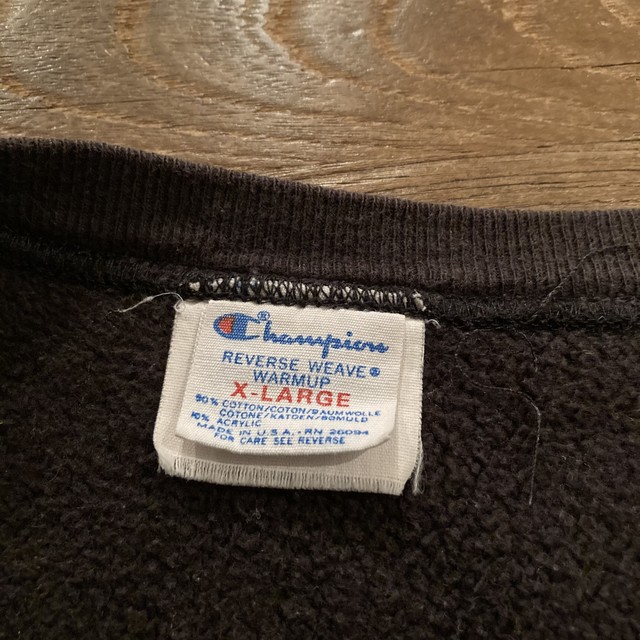 Champion®
REVERSE WEAVE®
WARMUP
X-LARGE
90% COTTON/COTON/BAUMWOLLE
COTONE/KATOEN/BOMULD
10% ACRYLIC
MADE IN U.S.A. RN 26094
FOR CARE SEE REVERSE